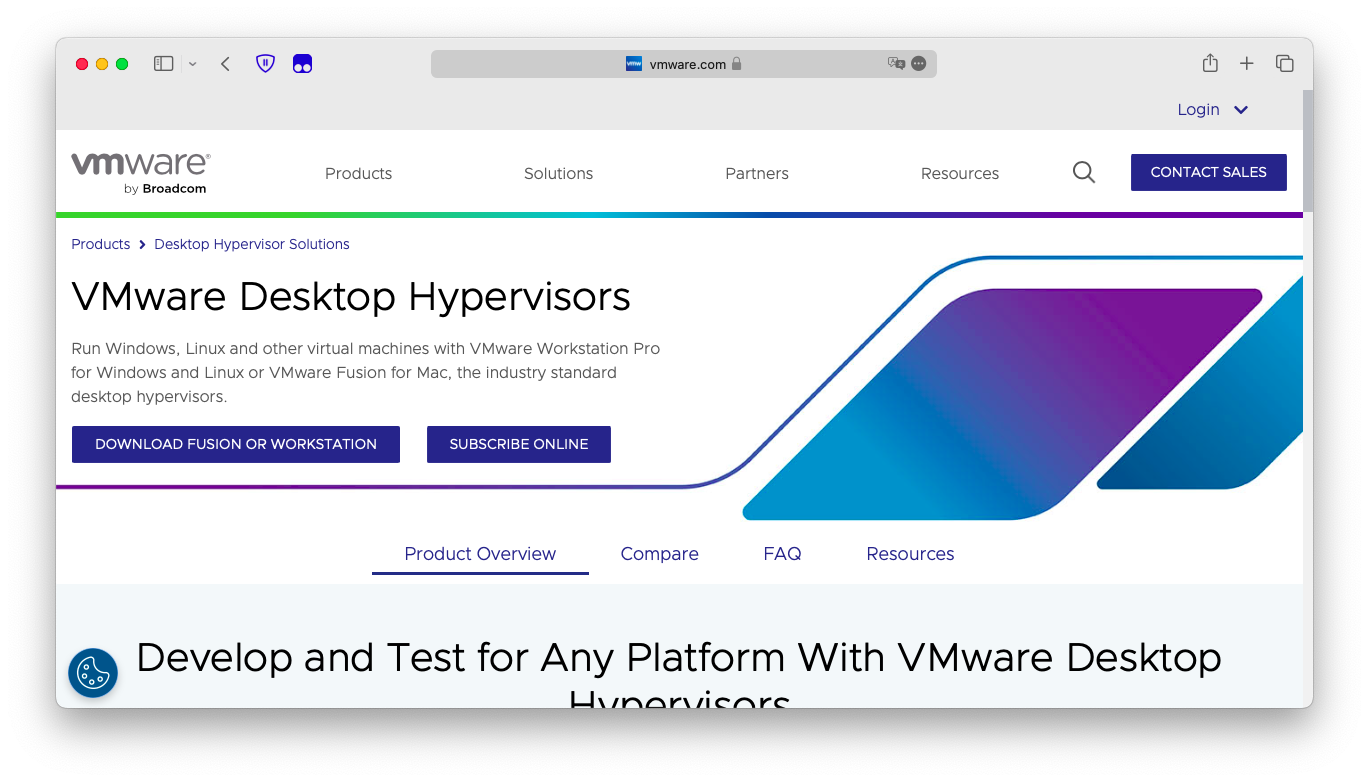 vmw
vmware.com
Login
vmware®
by Broadcom
Products
Solutions
Partners
Resources
CONTACT SALES
Products
Desktop Hypervisor Solutions
VMware Desktop Hypervisors
Run Windows, Linux and other virtual machines with VMware Workstation Pro
for Windows and Linux or VMware Fusion for Mac, the industry standard
desktop hypervisors.
DOWNLOAD FUSION OR WORKSTATION
SUBSCRIBE ONLINE
Product Overview
Compare
FAQ
Resources
Develop and Test for Any Platform With VMware Desktop
Hypervisors